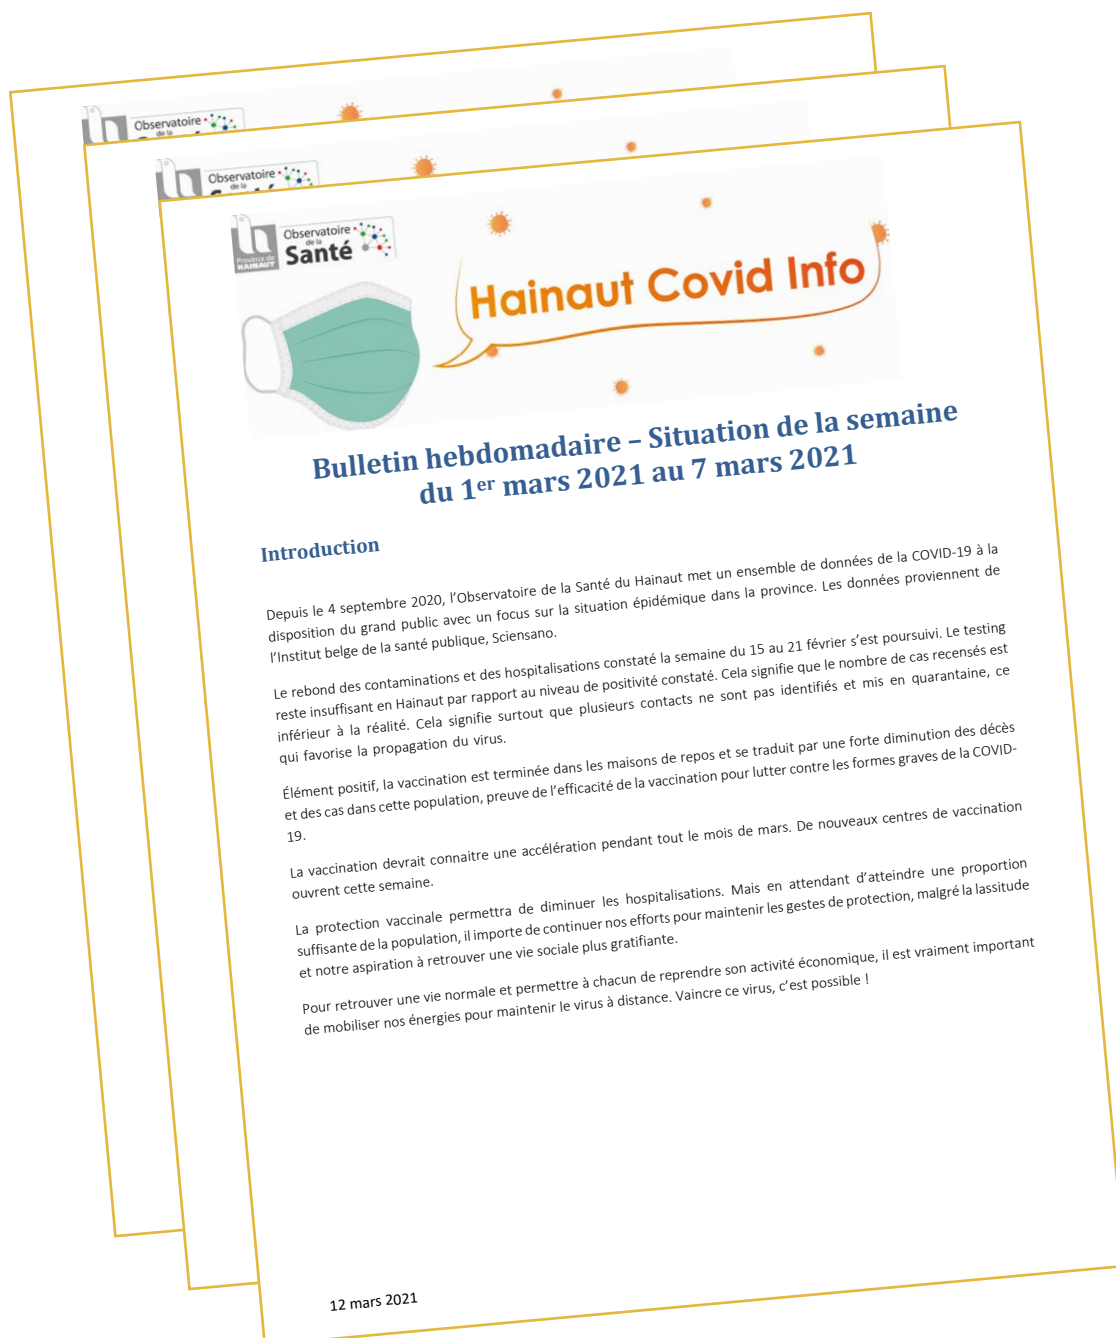 Observatoire
de la
Observatoire
de la
Province de
HAINAUT
Observatoire
de la
Santé
Hainaut Covid Info
Bulletin hebdomadaire – Situation de la semaine
du 1er mars 2021 au 7 mars 2021
Introduction
Depuis le 4 septembre 2020, l’Observatoire de la Santé du Hainaut met un ensemble de données de la COVID-19 à la
disposition du grand public avec un focus sur la situation épidémique dans la province. Les données proviennent de
l’Institut belge de la santé publique, Sciensano.
Le rebond des contaminations et des hospitalisations constaté la semaine du 15 au 21 février s’est poursuivi. Le testing
reste insuffisant en Hainaut par rapport au niveau de positivité constaté. Cela signifie que le nombre de cas recensés est
inférieur à la réalité. Cela signifie surtout que plusieurs contacts ne sont pas identifiés et mis en quarantaine, ce
qui favorise la propagation du virus.
Élément positif, la vaccination est terminée dans les maisons de repos et se traduit par une forte diminution des décès
et des cas dans cette population, preuve de l’efficacité de la vaccination pour lutter contre les formes graves de la COVID-
19.
La vaccination devrait connaitre une accélération pendant tout le mois de mars. De nouveaux centres de vaccination
ouvrent cette semaine.
La protection vaccinale permettra de diminuer les hospitalisations. Mais en attendant d’atteindre une proportion
suffisante de la population, il importe de continuer nos efforts pour maintenir les gestes de protection, malgré la lassitude
et notre aspiration à retrouver une vie sociale plus gratifiante.
Pour retrouver une vie normale et permettre à chacun de reprendre son activité économique, il est vraiment important
de mobiliser nos énergies pour maintenir le virus à distance. Vaincre ce virus, c’est possible !
12 mars 2021